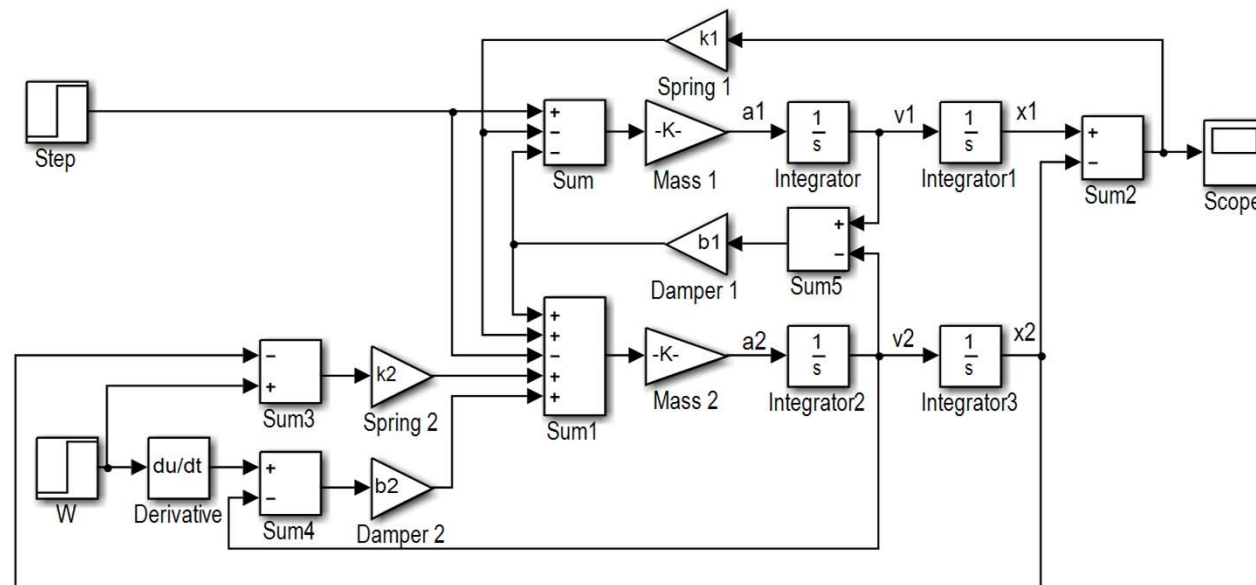 k1
Spring 1
Step
+
−
−
Sum
-K-
Mass 1
a1
1
s
Integrator
v1
1
s
Integrator1
x1
+
−
Sum2
Scope
b1
Damper 1
+
−
Sum5
+
+
−
+
+
Sum1
-K-
Mass 2
a2
1
s
Integrator2
v2
1
s
Integrator3
x2
−
+
Sum3
k2
Spring 2
W
du/dt
Derivative
+
−
Sum4
b2
Damper 2